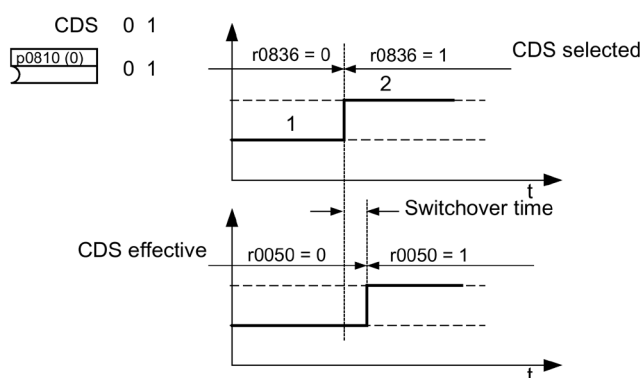 CDS 0 1
p0810 (0) 0 1
r0836 = 0 r0836 = 1 CDS selected
2
1
t
Switchover time
CDS effective r0050 = 0 r0050 = 1
t